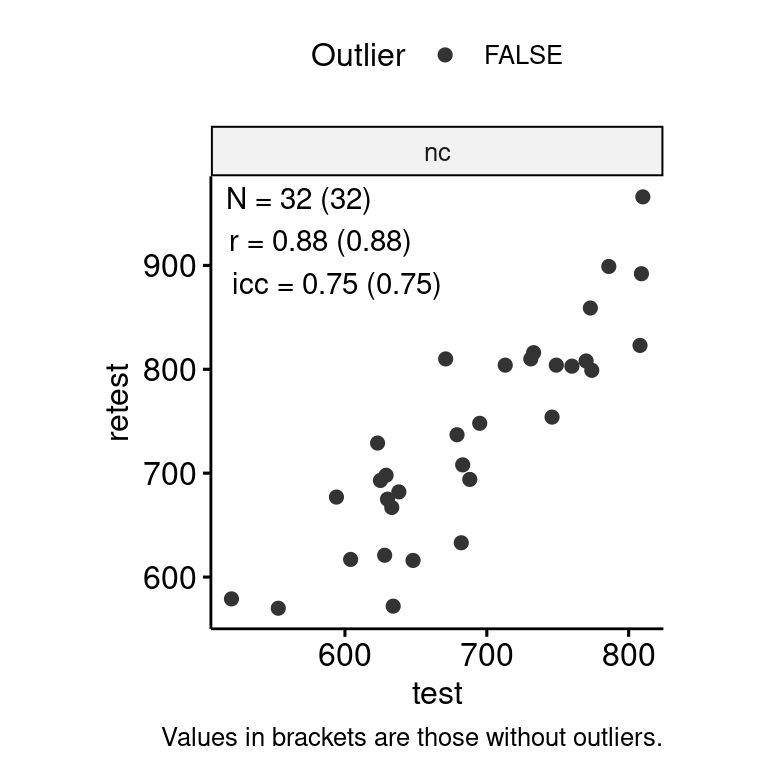 Outlier FALSE
nc
N = 32 (32)
r = 0.88 (0.88)
icc = 0.75 (0.75)
900
800
700
600
retest
600 700 800
test
Values in brackets are those without outliers.